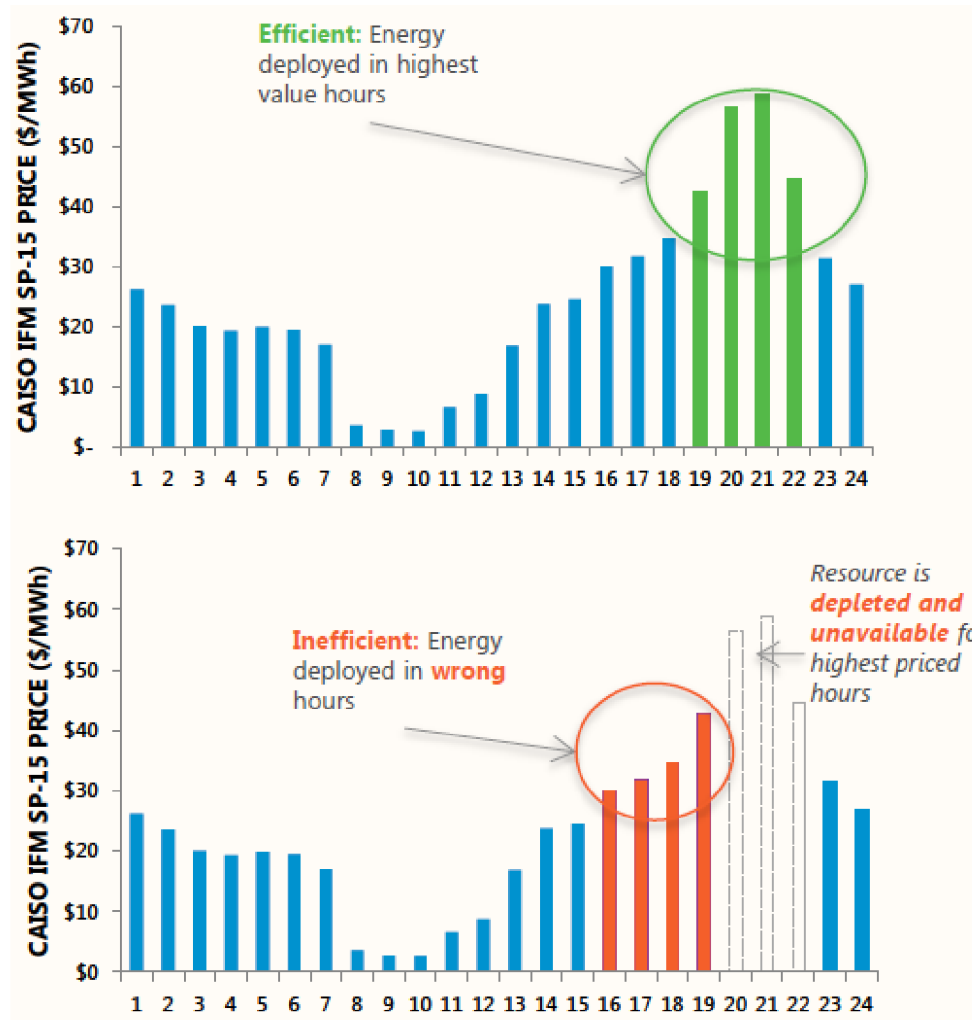 CAISO IFM SP-15 PRICE ($/MWh)
$70
$60
$50
$40
$30
$20
$10
$-
Efficient: Energy
deployed in highest
value hours
1 2 3 4 5 6 7 8 9 10 11 12 13 14 15 16 17 18 19 20 21 22 23 24
CAISO IFM SP-15 PRICE ($/MWh)
$70
$60
$50
$40
$30
$20
$10
$0
Inefficient: Energy
deployed in wrong
hours
Resource is
depleted and
unavailable
highest priced
hours
1 2 3 4 5 6 7 8 9 10 11 12 13 14 15 16 17 18 19 20 21 22 23 24